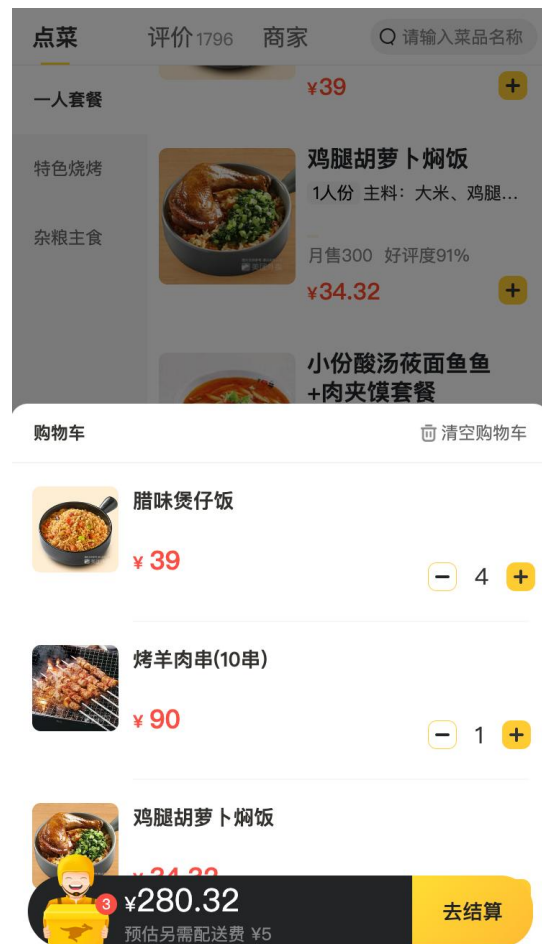 点菜
评价 1796
商家
请输入菜品名称
一人套餐
特色烧烤
杂粮主食
¥39
鸡腿胡萝卜焖饭
1人份 主料：大米、鸡腿...
月售300 好评度91%
¥34.32
小份酸汤莜面鱼鱼
+肉夹馍套餐
购物车
清空购物车
腊味煲仔饭
¥ 39
4
烤羊肉串(10串)
¥ 90
1
鸡腿胡萝卜焖饭
¥ 34.32
3
¥280.32
预估另需配送费 ¥5
去结算